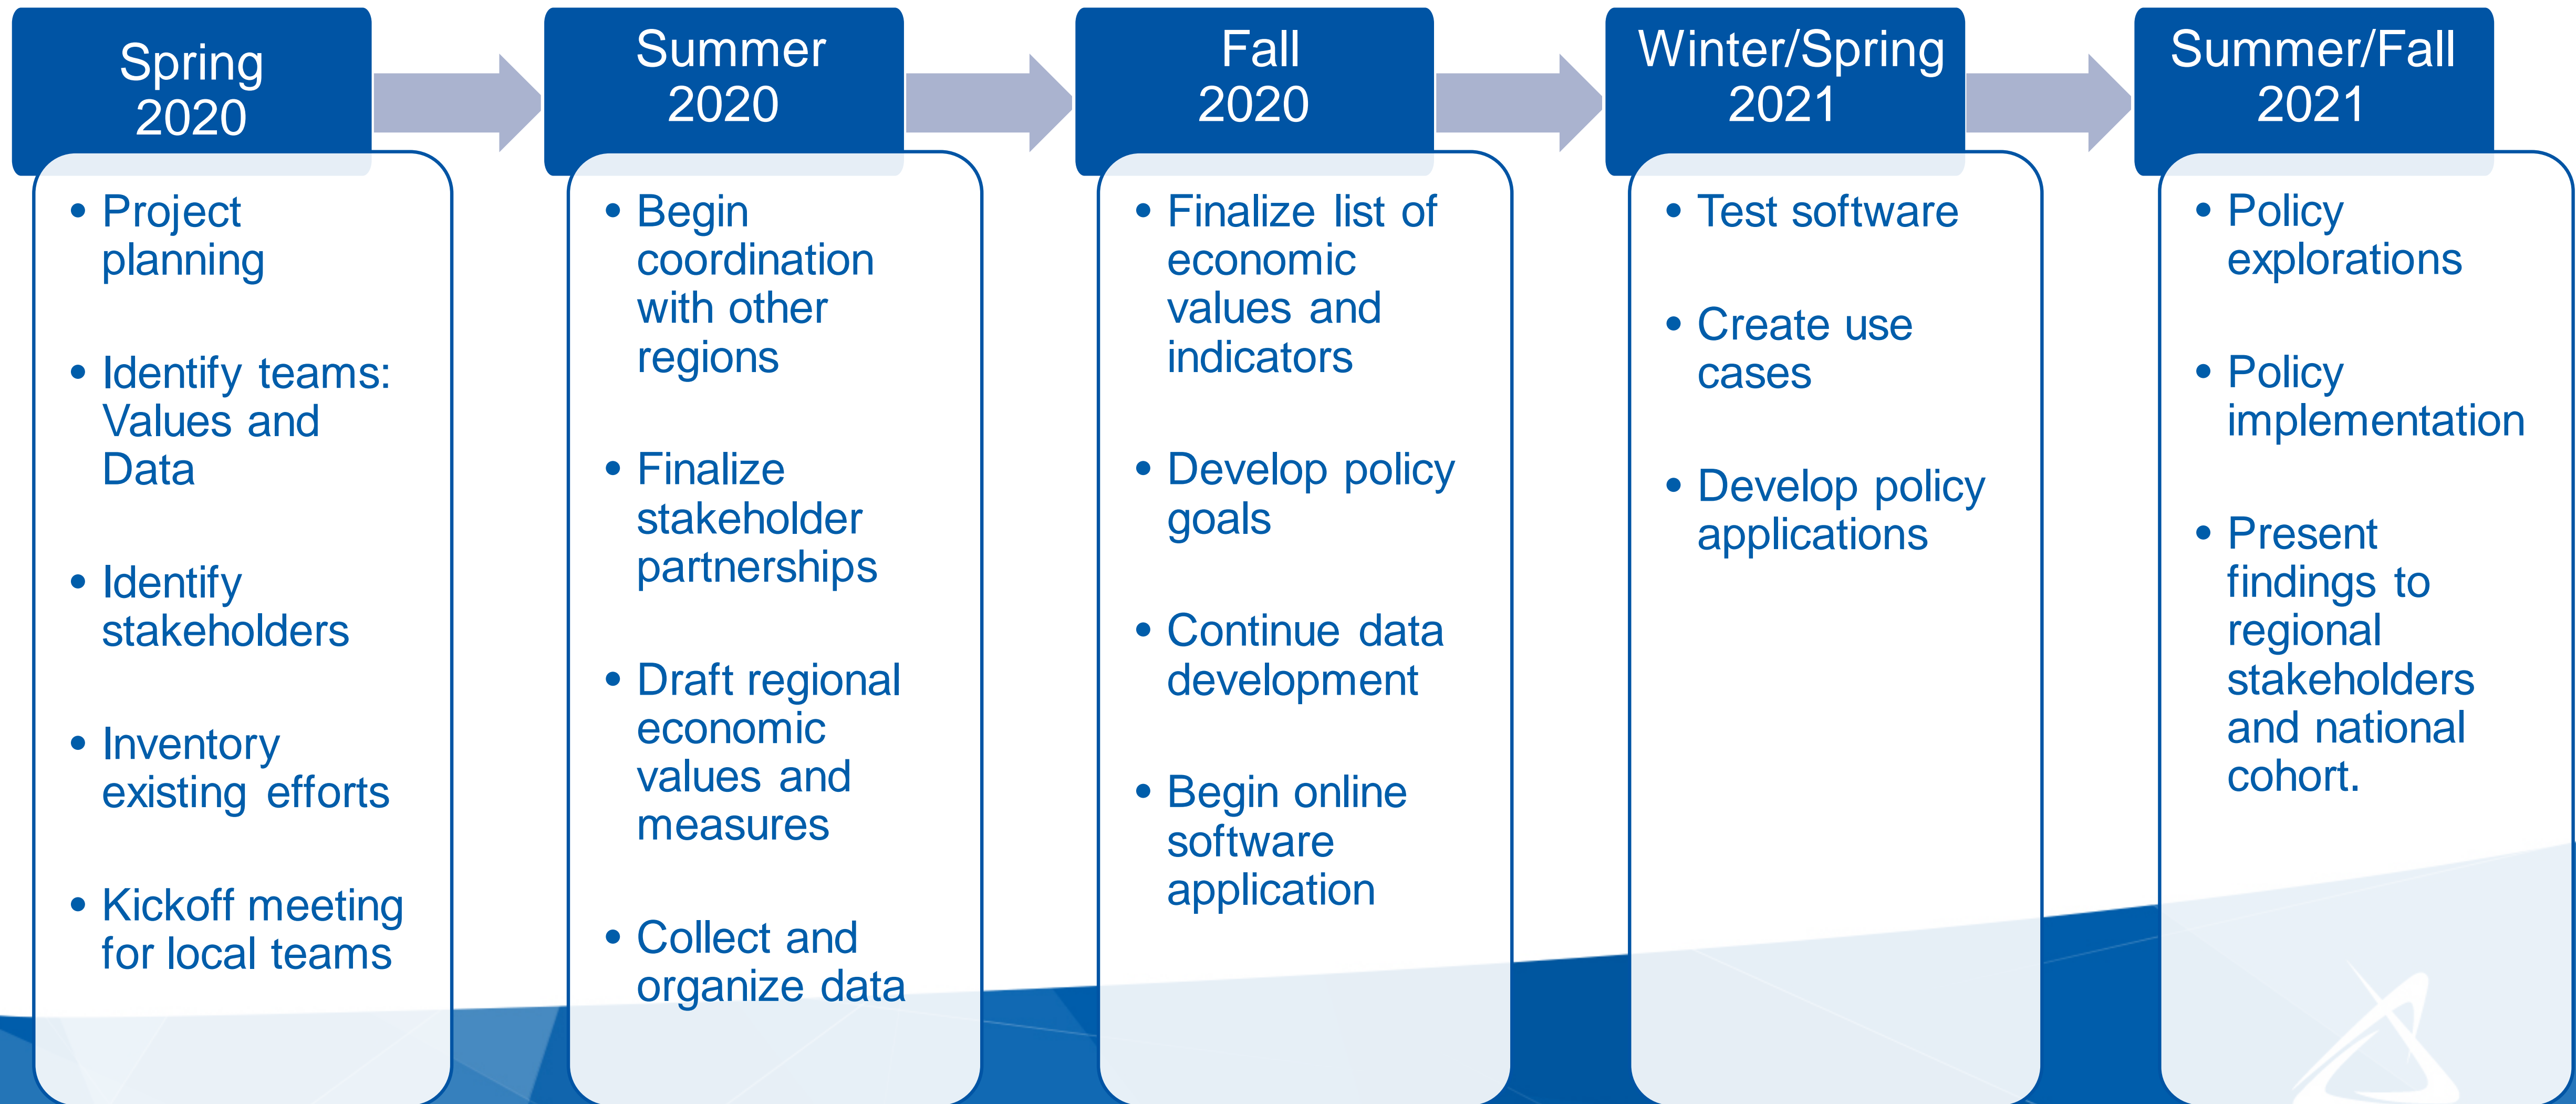 Spring
2020
• Project
planning
• Identify teams:
Values and
Data
• Identify
stakeholders
• Inventory
existing efforts
• Kickoff meeting
for local teams
Summer
2020
• Begin
coordination
with other
regions
• Finalize
stakeholder
partnerships
• Draft regional
economic
values and
measures
• Collect and
organize data
Fall
2020
• Finalize list of
economic
values and
indicators
• Develop policy
goals
• Continue data
development
• Begin online
software
application
Winter/Spring
2021
• Test software
• Create use
cases
• Develop policy
applications
Summer/Fall
2021
• Policy
explorations
• Policy
implementation
• Present
findings to
regional
stakeholders
and national
cohort.